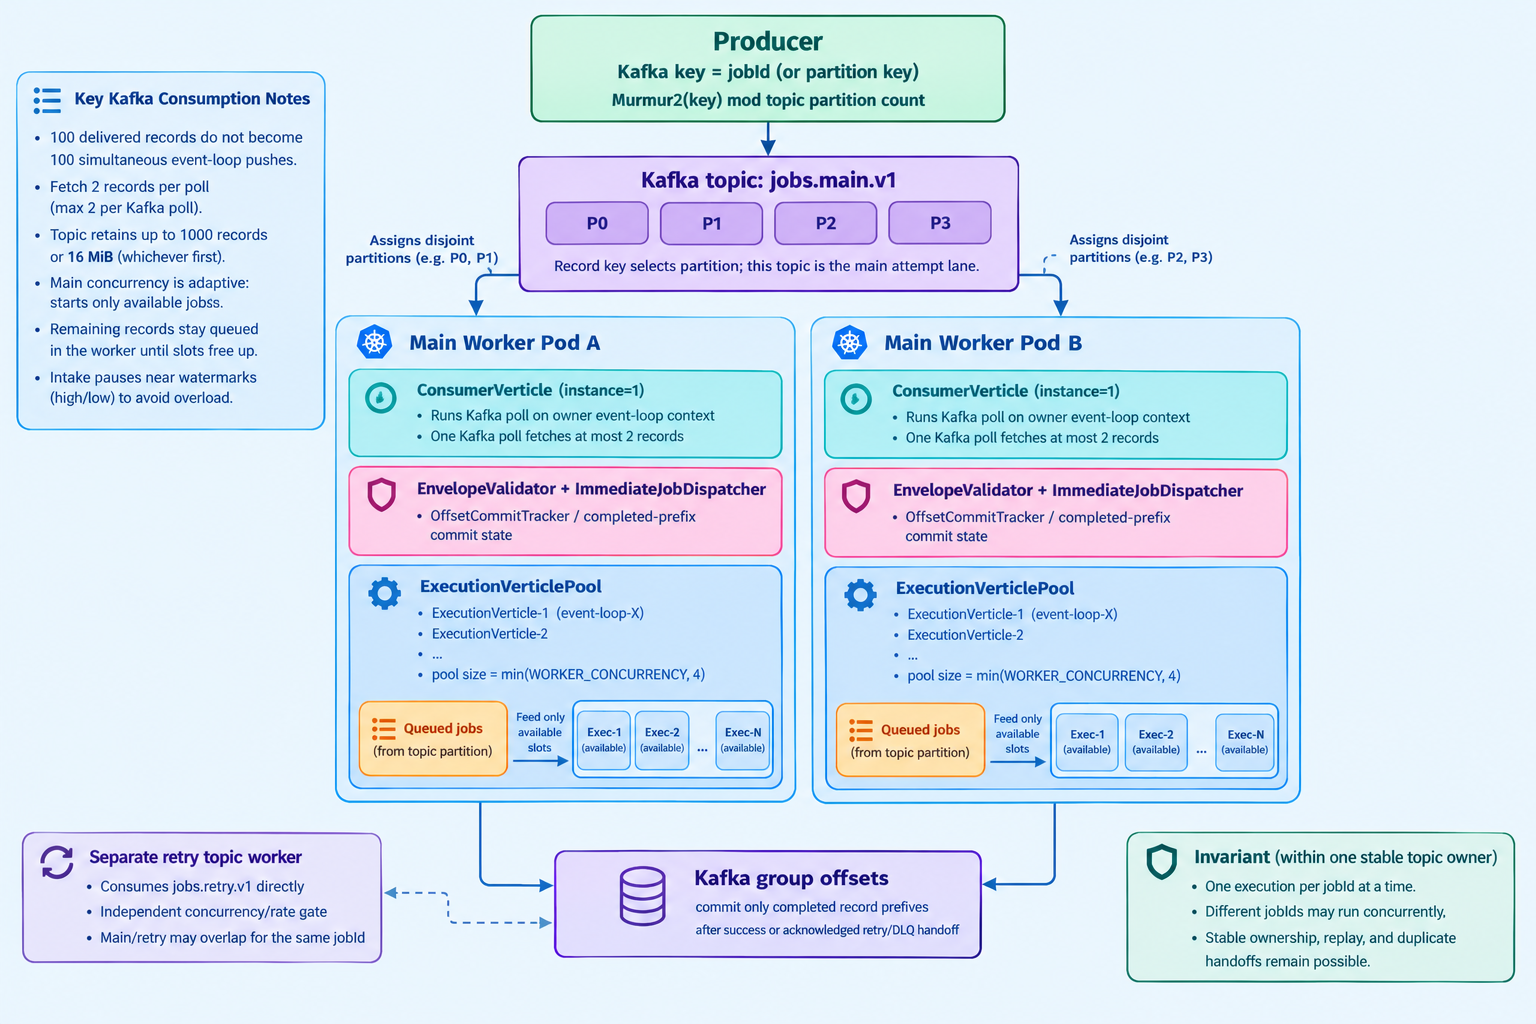 Producer
Kafka key = jobId (or partition key)
Murmur2(key) mod topic partition count
Key Kafka Consumption Notes
• 100 delivered records do not become
100 simultaneous event-loop pushes.
• Fetch 2 records per poll
(max 2 per Kafka poll).
• Topic retains up to 1000 records
or 16 MiB (whichever first).
• Main concurrency is adaptive:
starts only available jobss.
• Remaining records stay queued
in the worker until slots free up.
• Intake pauses near watermarks
(high/low) to avoid overload.
Kafka topic: jobs.main.v1
P0
P1
P2
P3
Record key selects partition; this topic is the main attempt lane.
Assigns disjoint
partitions (e.g. P0, P1)
Assigns disjoint
partitions (e.g. P2, P3)
Main Worker Pod A
ConsumerVerticle (instance=1)
• Runs Kafka poll on owner event-loop context
• One Kafka poll fetches at most 2 records
EnvelopeValidator + ImmediateJobDispatcher
• OffsetCommitTracker / completed-prefix
commit state
ExecutionVerticlePool
• ExecutionVerticle-1 (event-loop-X)
• ExecutionVerticle-2
• ...
• pool size = min(WORKER_CONCURRENCY, 4)
Queued jobs
(from topic partition)
Feed only
available
slots
Exec-1
(available)
Exec-2
(available)
...
Exec-N
(available)
Main Worker Pod B
ConsumerVerticle (instance=1)
• Runs Kafka poll on owner event-loop context
• One Kafka poll fetches at most 2 records
EnvelopeValidator + ImmediateJobDispatcher
• OffsetCommitTracker / completed-prefix
commit state
ExecutionVerticlePool
• ExecutionVerticle-1 (event-loop-X)
• ExecutionVerticle-2
• ...
• pool size = min(WORKER_CONCURRENCY, 4)
Queued jobs
(from topic partition)
Feed only
available
slots
Exec-1
(available)
Exec-2
(available)
...
Exec-N
(available)
Separate retry topic worker
• Consumes jobs.retry.v1 directly
• Independent concurrency/rate gate
• Main/retry may overlap for the same jobId
Kafka group offsets
commit only completed record prefives
after success or acknowledged retry/DLQ handoff
Invariant (within one stable topic owner)
• One execution per jobId at a time.
• Different jobIds may run concurrently,
• Stable ownership, replay, and duplicate
handoffs remain possible.